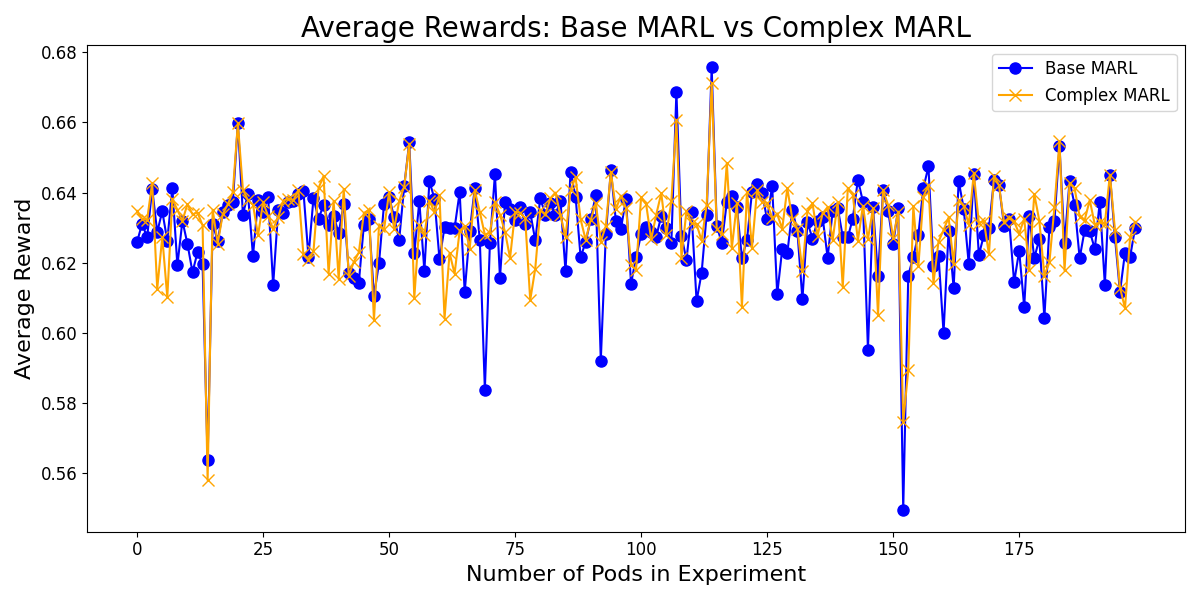 Average Rewards: Base MARL vs Complex MARL
Base MARL
Complex MARL
Average Reward
0.68
0.66
0.64
0.62
0.60
0.58
0.56
0 25 50 75 100 125 150 175
Number of Pods in Experiment